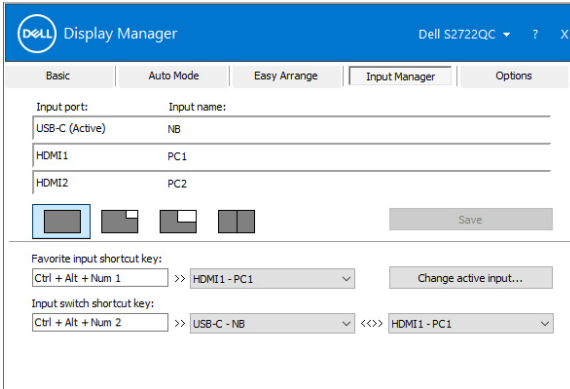 DELL Display Manager Dell S2722QC ? X
Basic Auto Mode Easy Arrange Input Manager Options
Input port: Input name:
USB-C (Active) NB
HDMI1 PC1
HDMI2 PC2
Save
Favorite input shortcut key:
Ctrl + Alt + Num 1 >> HDMI1 - PC1 Change active input...
Input switch shortcut key:
Ctrl + Alt + Num 2 >> USB-C - NB <<>> HDMI1 - PC1